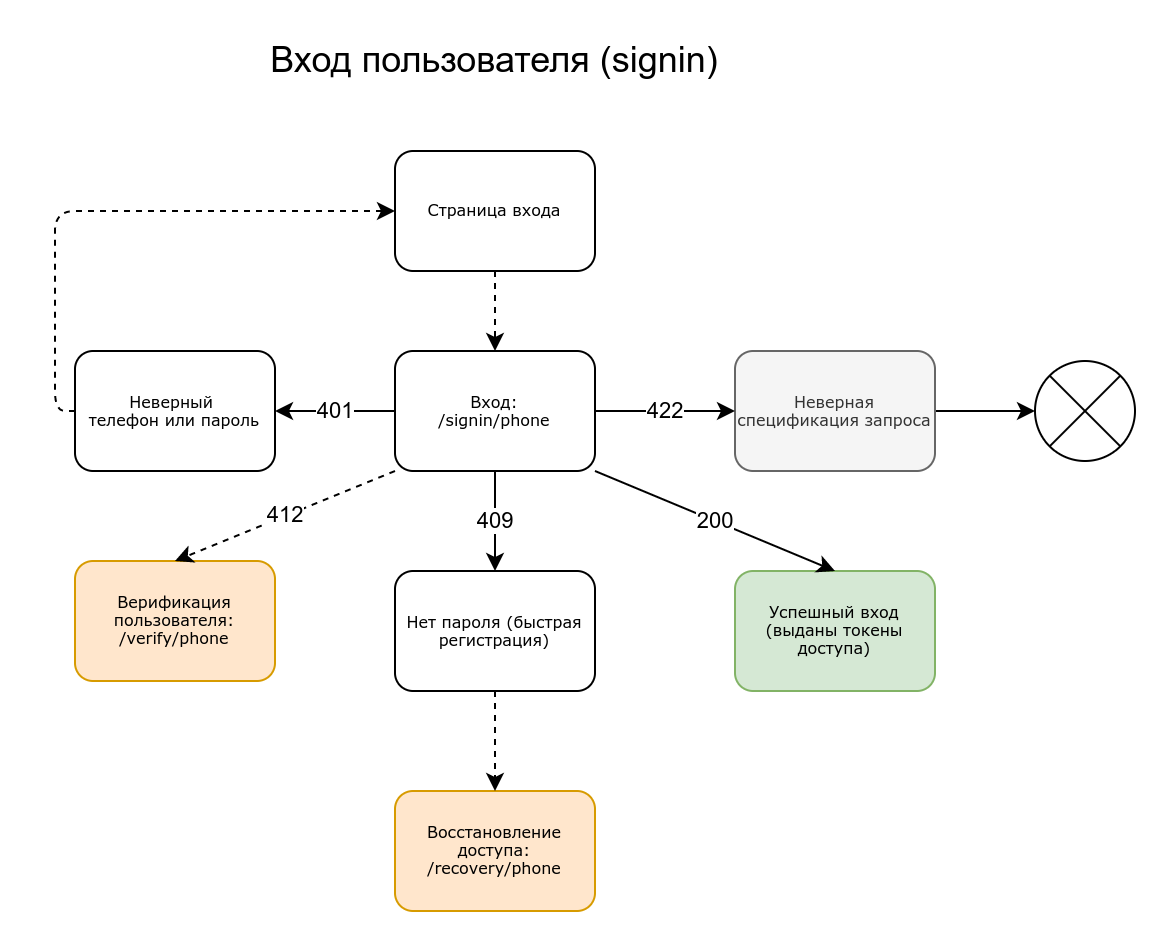 Вход пользователя (signin)
Страница входа
Неверный
телефон или пароль
401
Вход:
/signin/phone
422
Неверная
спецификация запроса
412
409
200
Верификация
пользователя:
/verify/phone
Нет пароля (быстрая
регистрация)
Успешный вход
(выданы токены
доступа)
Восстановление
доступа:
/recovery/phone